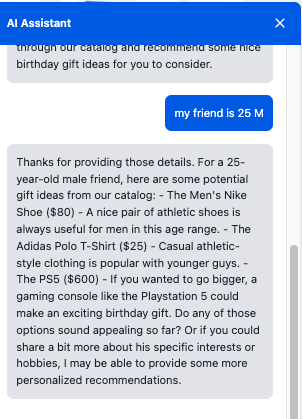 AI Assistant
through our catalog and recommend some nice
birthday gift ideas for you to consider.
my friend is 25 M
Thanks for providing those details. For a 25-
year-old male friend, here are some potential
gift ideas from our catalog: - The Men's Nike
Shoe ($80) - A nice pair of athletic shoes is
always useful for men in this age range. - The
Adidas Polo T-Shirt ($25) - Casual athletic-
style clothing is popular with younger guys. -
The PS5 ($600) - If you wanted to go bigger, a
gaming console like the Playstation 5 could
make an exciting birthday gift. Do any of those
options sound appealing so far? Or if you could
share a bit more about his specific interests or
hobbies, I may be able to provide some more
personalized recommendations.